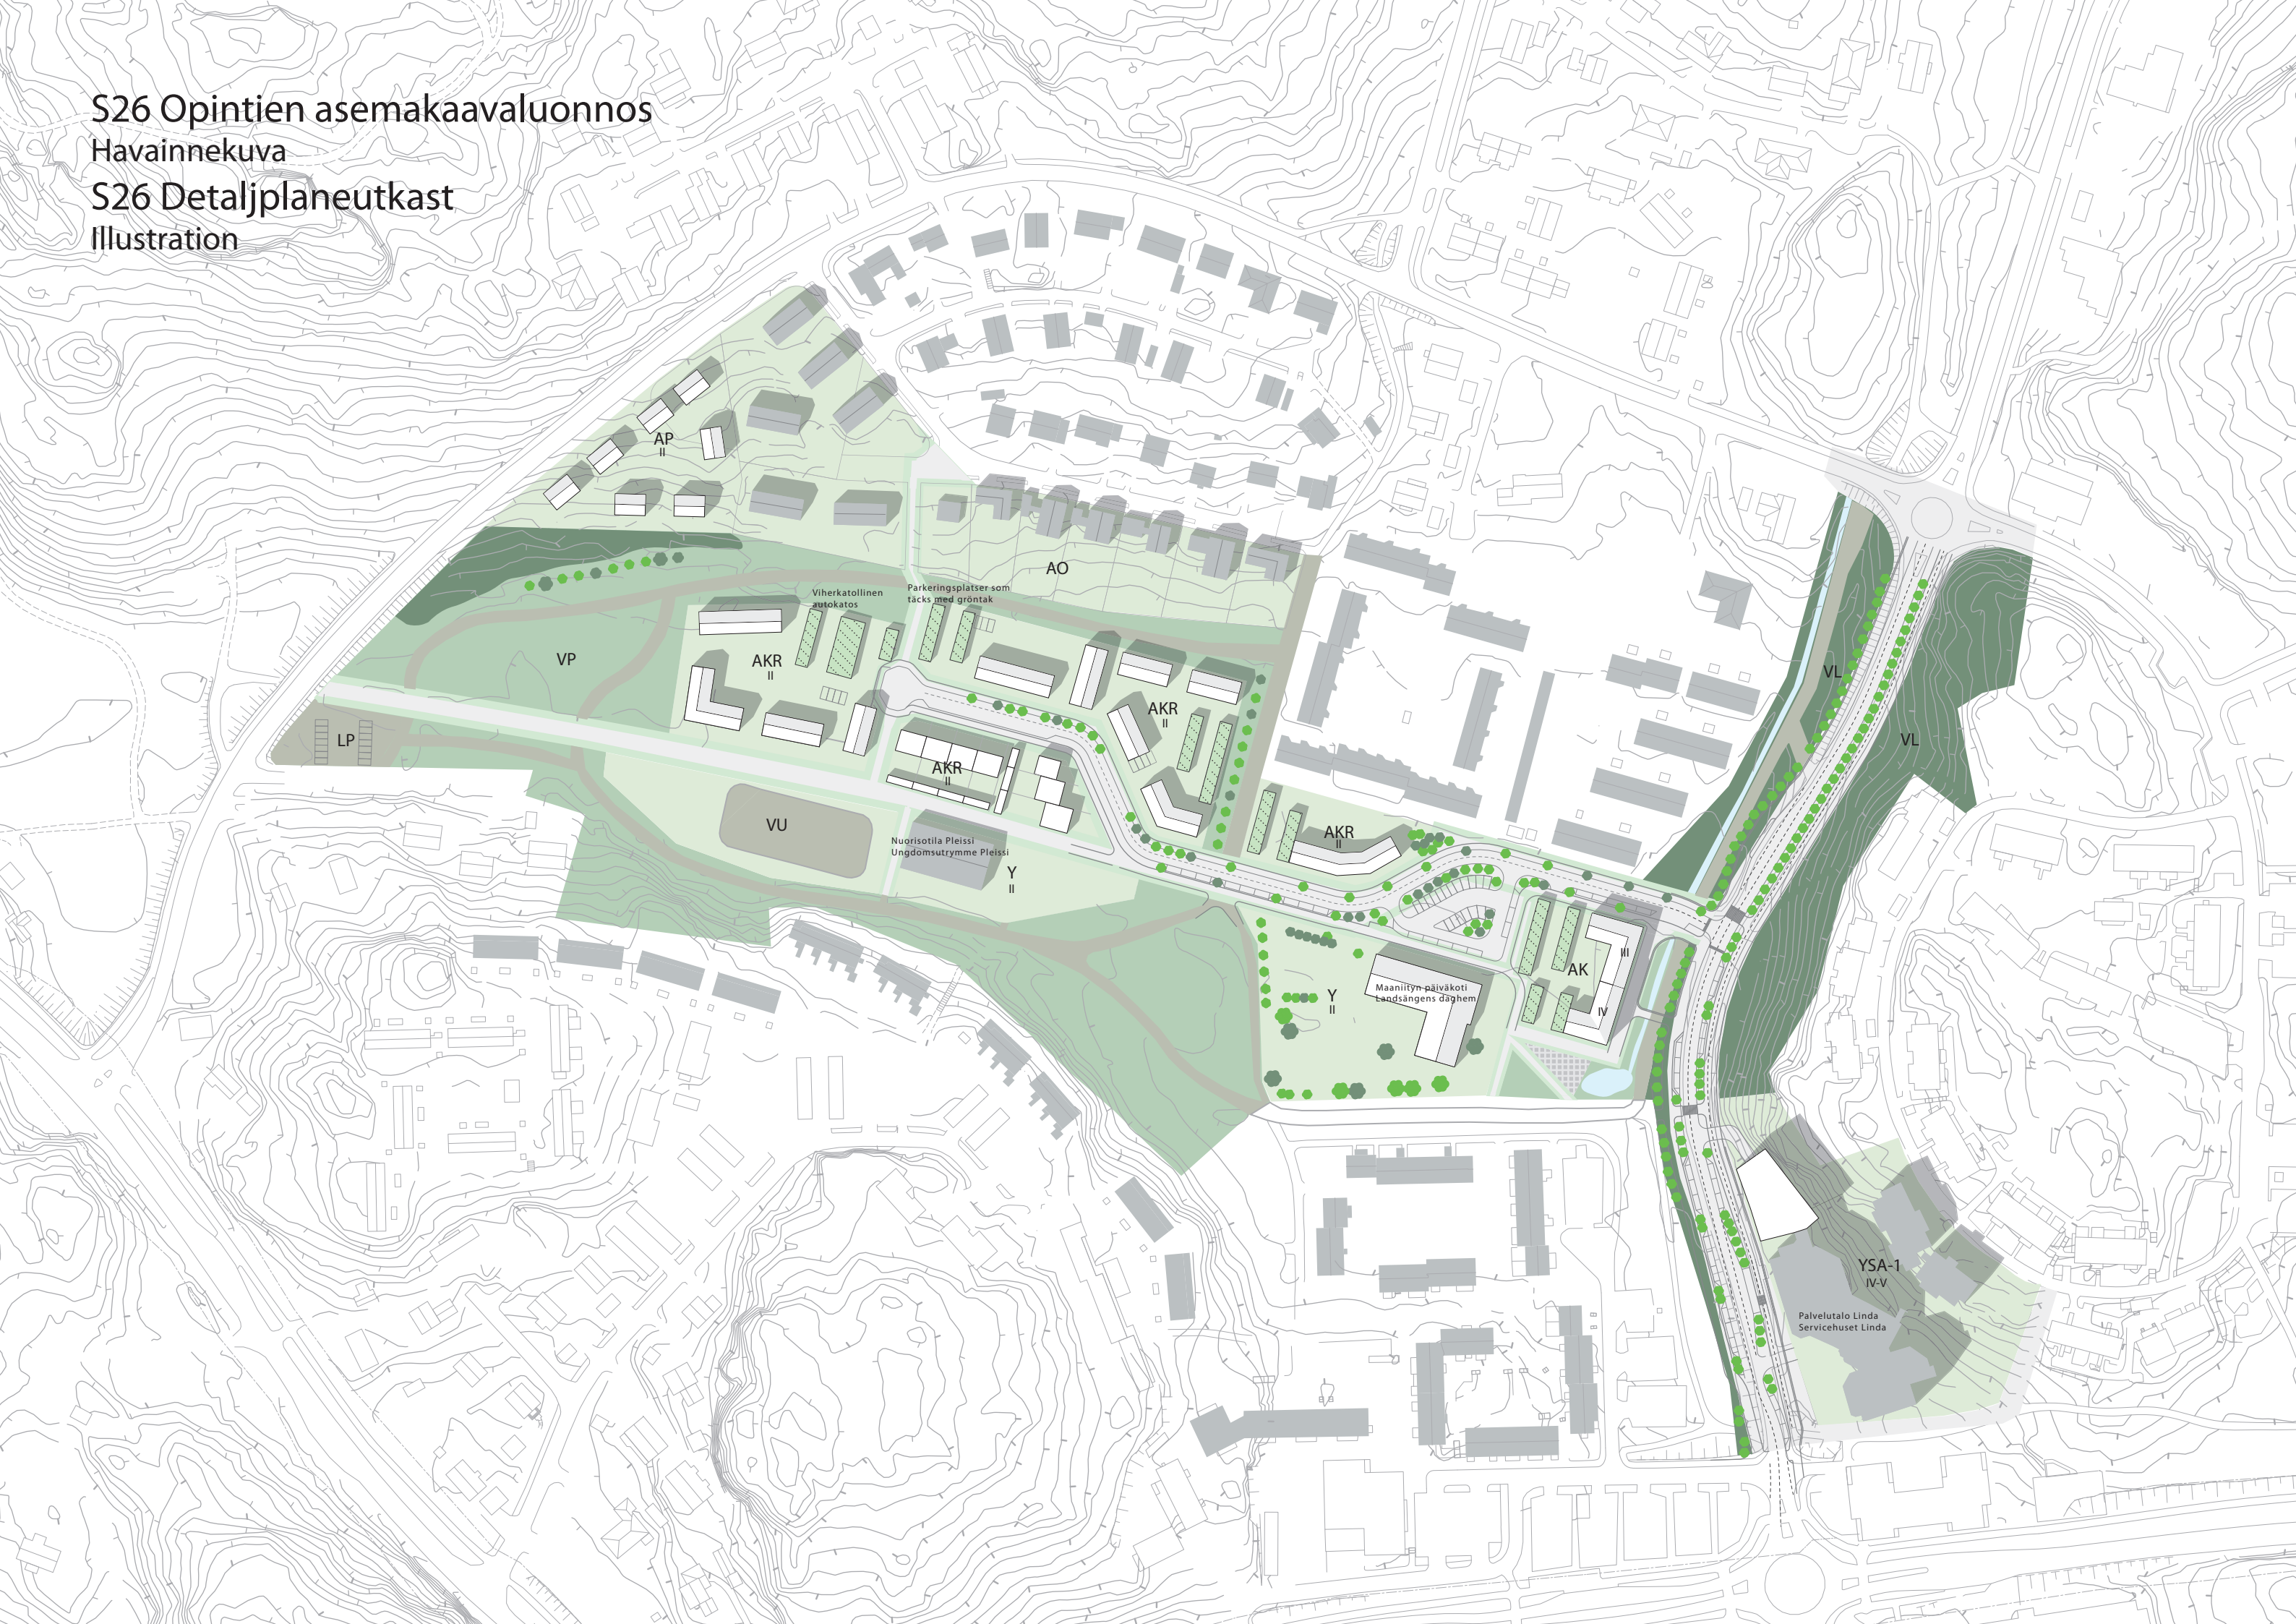 S26 Opintien asemakaavaluonnos
Havainnekuva
S26 Detaljplaneutkast
Illustration
AP
II
AO
Viherkatollinen
autokatos
Parkeringsplatser som
täcks med gröntak
VP
AKR
II
AKR
II
VL
VL
LP
AKR
II
VU
AKR
II
Nuorisotila Pleissi
Ungdomsutrymme Pleissi
Y
II
III
AK
IV
Maaniityn päiväkoti
Landsängens daghem
Y
II
YSA-1
IV-V
Palvelutalo Linda
Servicehuset Linda